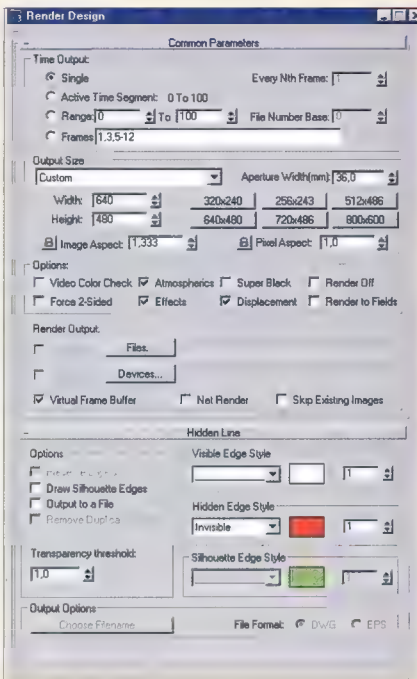 Render Design
Common Parameters
Time Output:
Single
Every Nth Frame: 1
Active Time Segment: 0 To 100
Range: 0 To 100
File Number Base: 0
Frames 1,3,5-12
Output Size
Custom
Aperture Width(mm): 36,0
Width: 640
320x240 256x243 512x486
Height: 480
640x480 720x486 800x600
Image Aspect: 1,333
Pixel Aspect: 1,0
Options:
Video Color Check Atmospherics Super Black Render Off
Force 2-Sided Effects Displacement Render to Fields
Render Output:
Files.
Devices...
Virtual Frame Buffer Net Render Skip Existing Images
Hidden Line
Options
Visible Edge Style
1
Draw Silhouette Edges
Output to a File
Hidden Edge Style
Remove Duplica
Invisible
1
Transparency threshold:
1,0
Silhouette Edge Style
1
Output Options
Choose Filename
File Format: DWG EPS